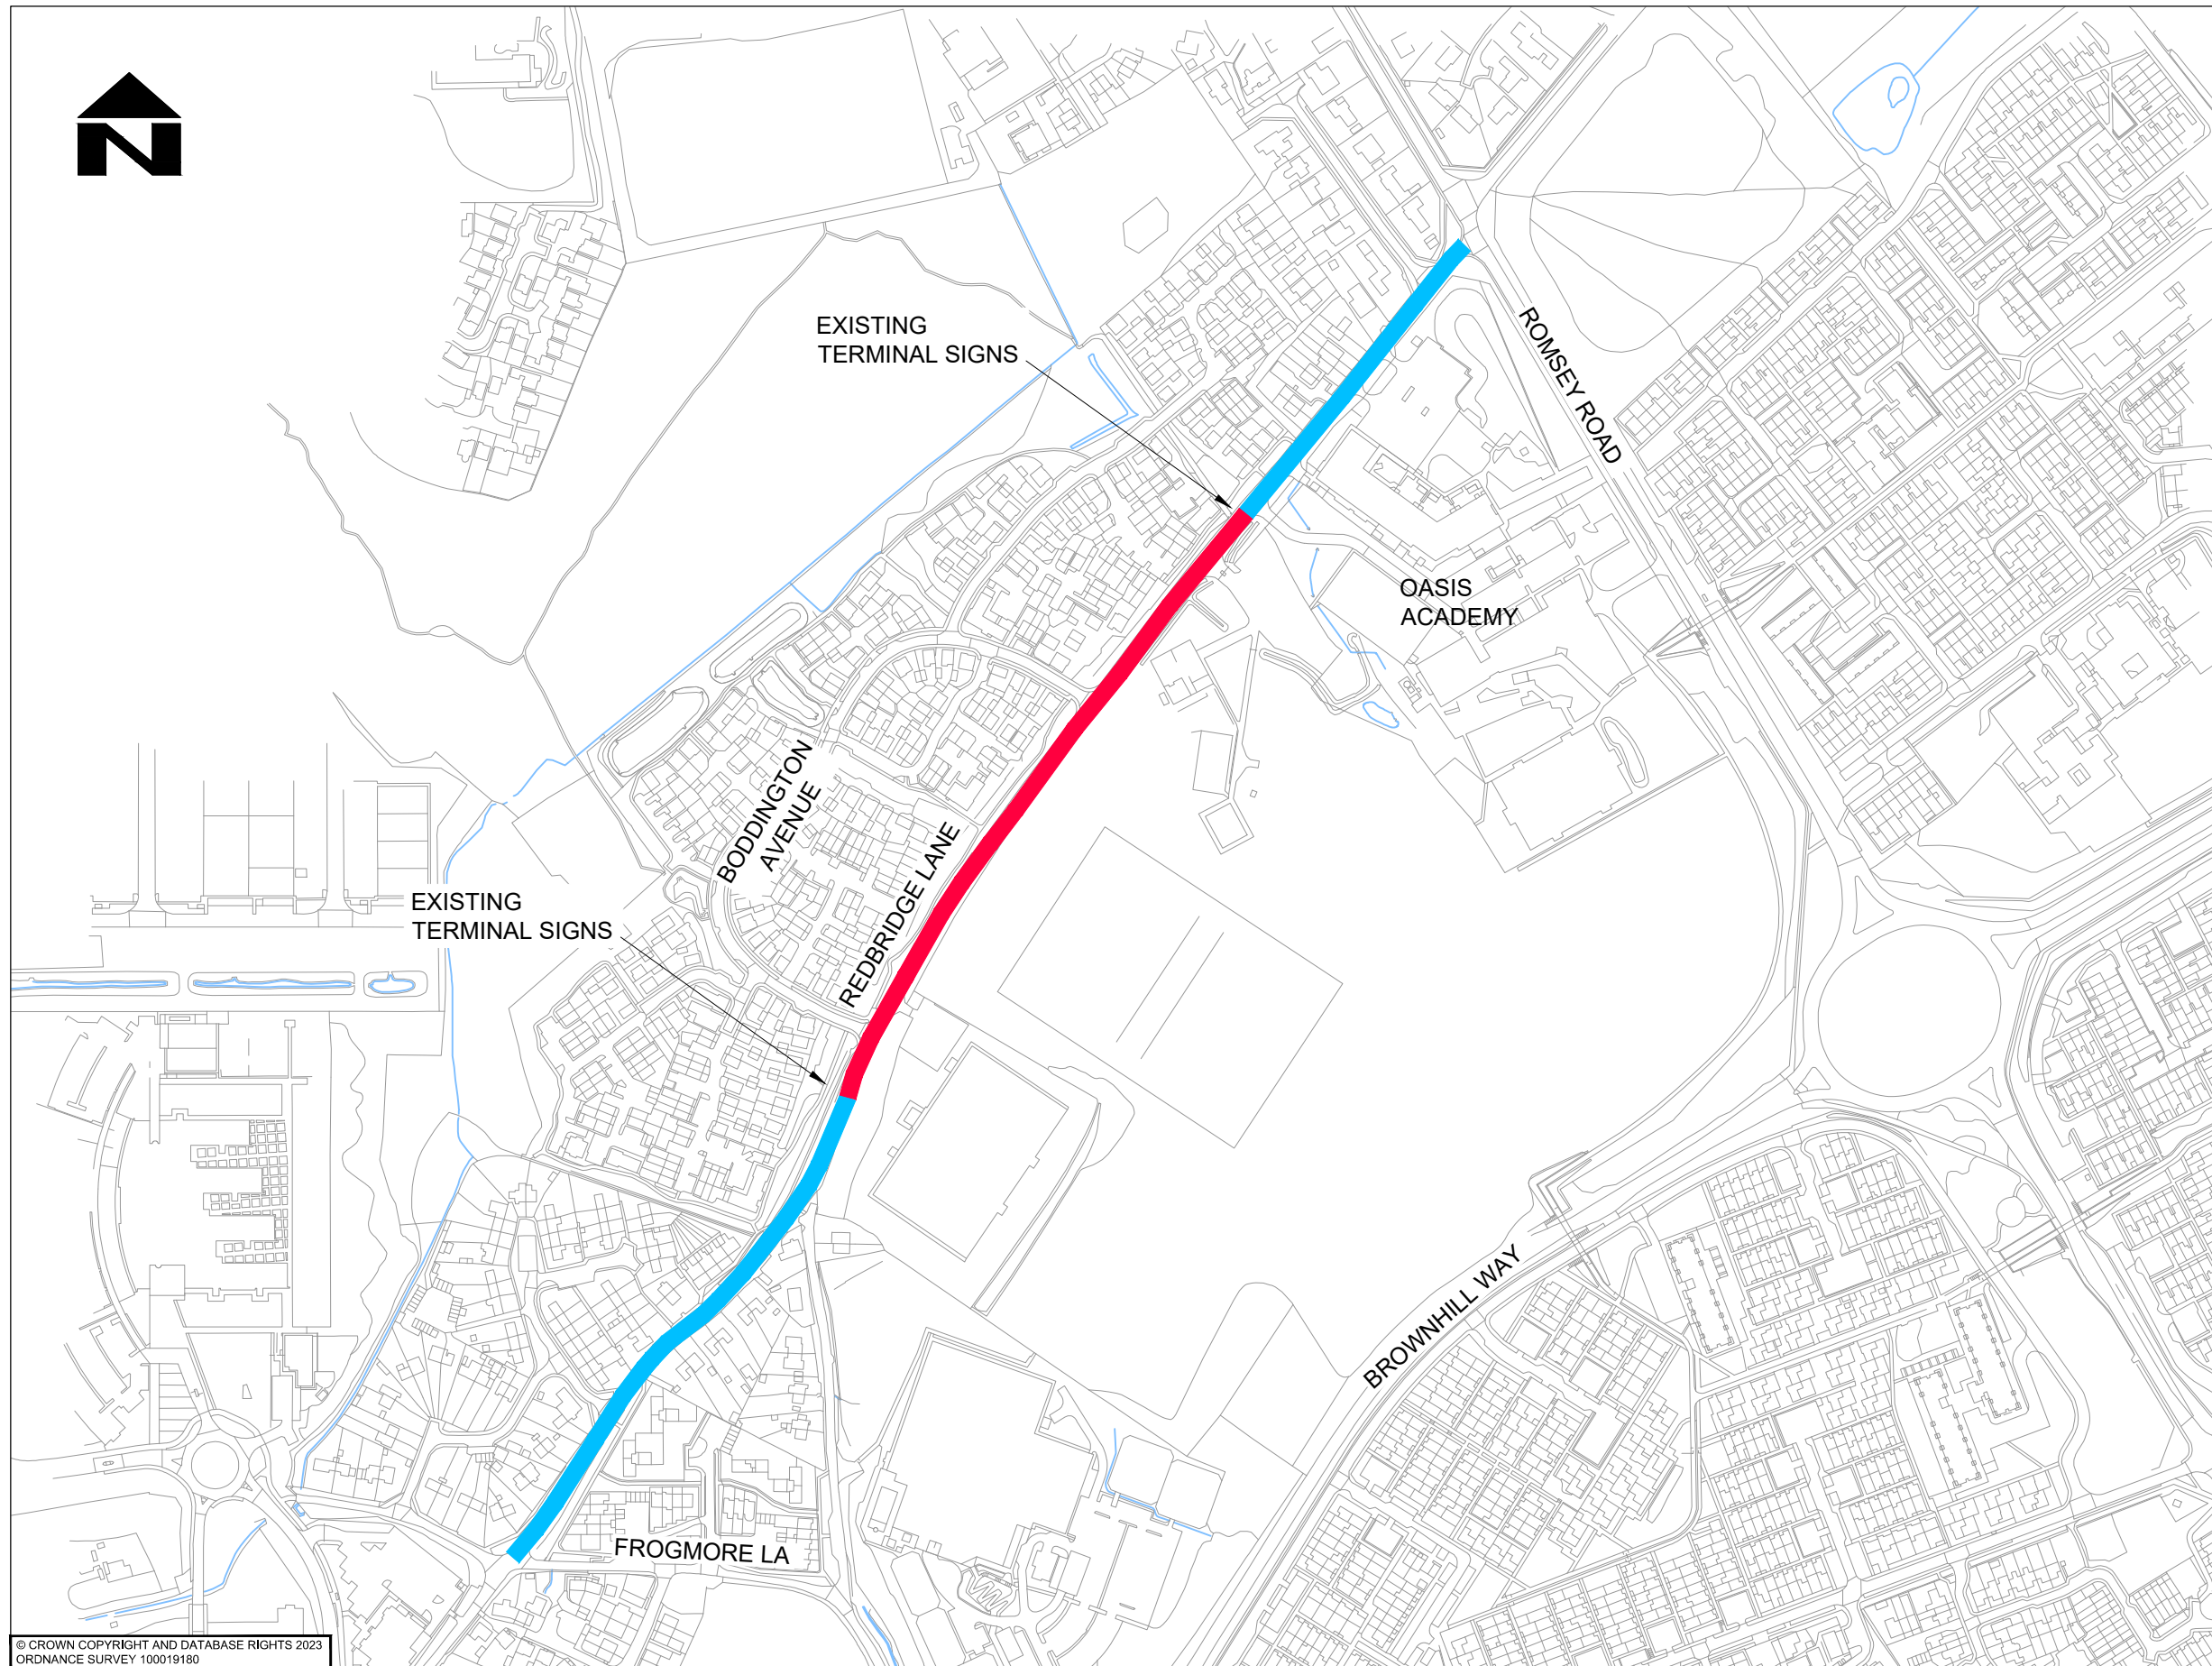 N
EXISTING
TERMINAL SIGNS
ROMSEY ROAD
OASIS
ACADEMY
BODDINGTON
AVENUE
REDBRIDGE LANE
EXISTING
TERMINAL SIGNS
BROWNHILL WAY
FROGMORE LA
© CROWN COPYRIGHT AND DATABASE RIGHTS 2023
ORDNANCE SURVEY 100019180